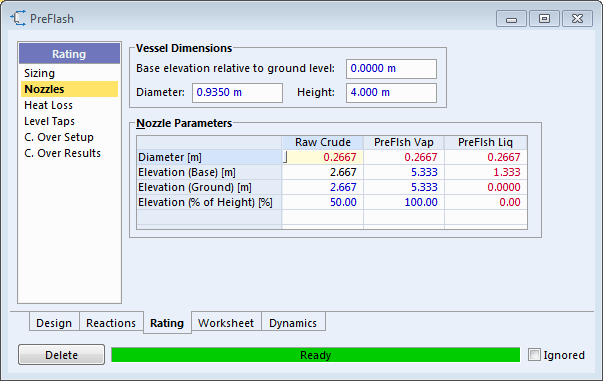 PreFlash
Rating
Sizing
Nozzles
Heat Loss
Level Taps
C. Over Setup
C. Over Results
Vessel Dimensions
Base elevation relative to ground level: 0.0000 m
Diameter: 0.9350 m Height: 4.000 m
Nozzle Parameters
Raw Crude PreFlsh Vap PreFlsh Liq
Diameter [m] 0.2667 0.2667 0.2667
Elevation (Base) [m] 2.667 5.333 1.333
Elevation (Ground) [m] 2.667 5.333 0.0000
Elevation (% of Height) [%] 50.00 100.00 0.00
Design Reactions Rating Worksheet Dynamics
Delete Ready Ignored